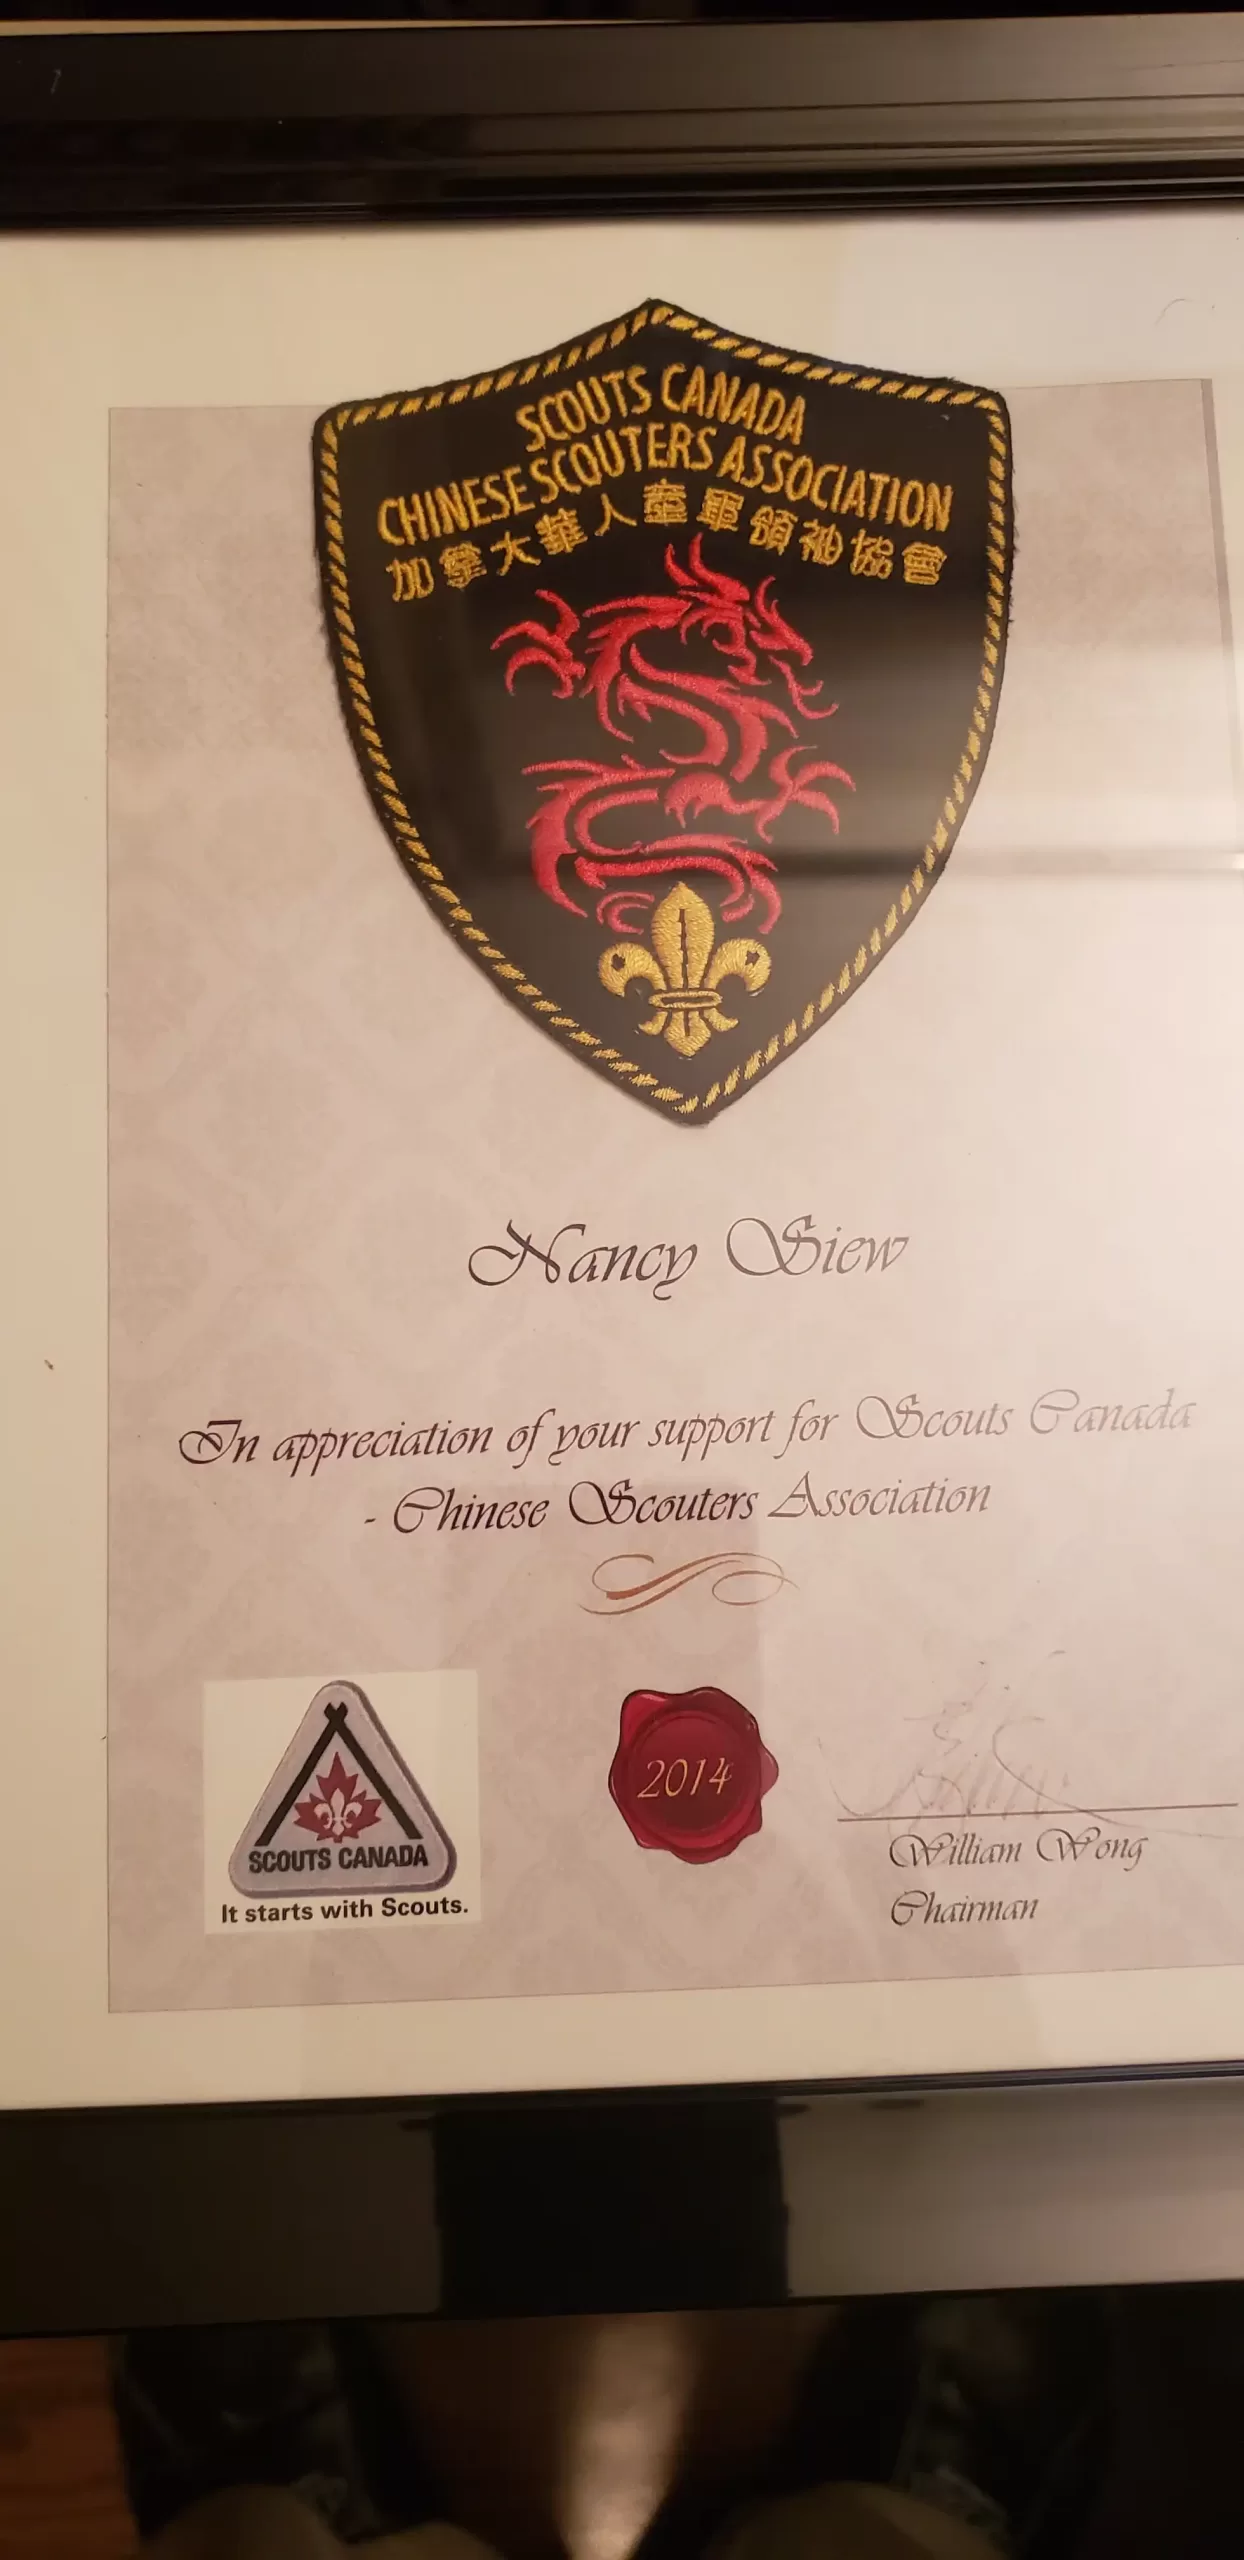 SCOUTS CANADA
CHINESE SCOUTERS ASSOCIATION
加拿大華人童軍領袖協會
Nancy Siew
In appreciation of your support for Scouts Canada
- Chinese Scouters Association
SCOUTS CANADA
It starts with Scouts.
2014
William Wong
Chairman